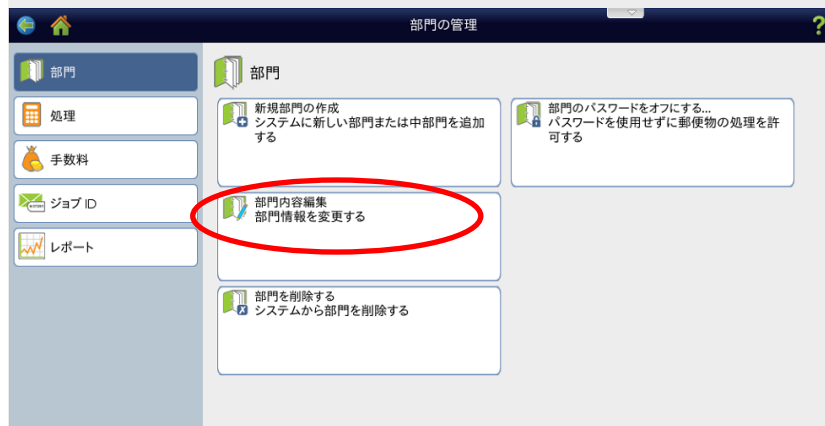 部門の管理
?
部門
処理
手数料
ジョブ ID
レポート
部門
新規部門の作成
システムに新しい部門または中部門を追加
する
部門のパスワードをオフにする...
パスワードを使用せずに郵便物の処理を許
可する
部門内容編集
部門情報を変更する
部門を削除する
システムから部門を削除する